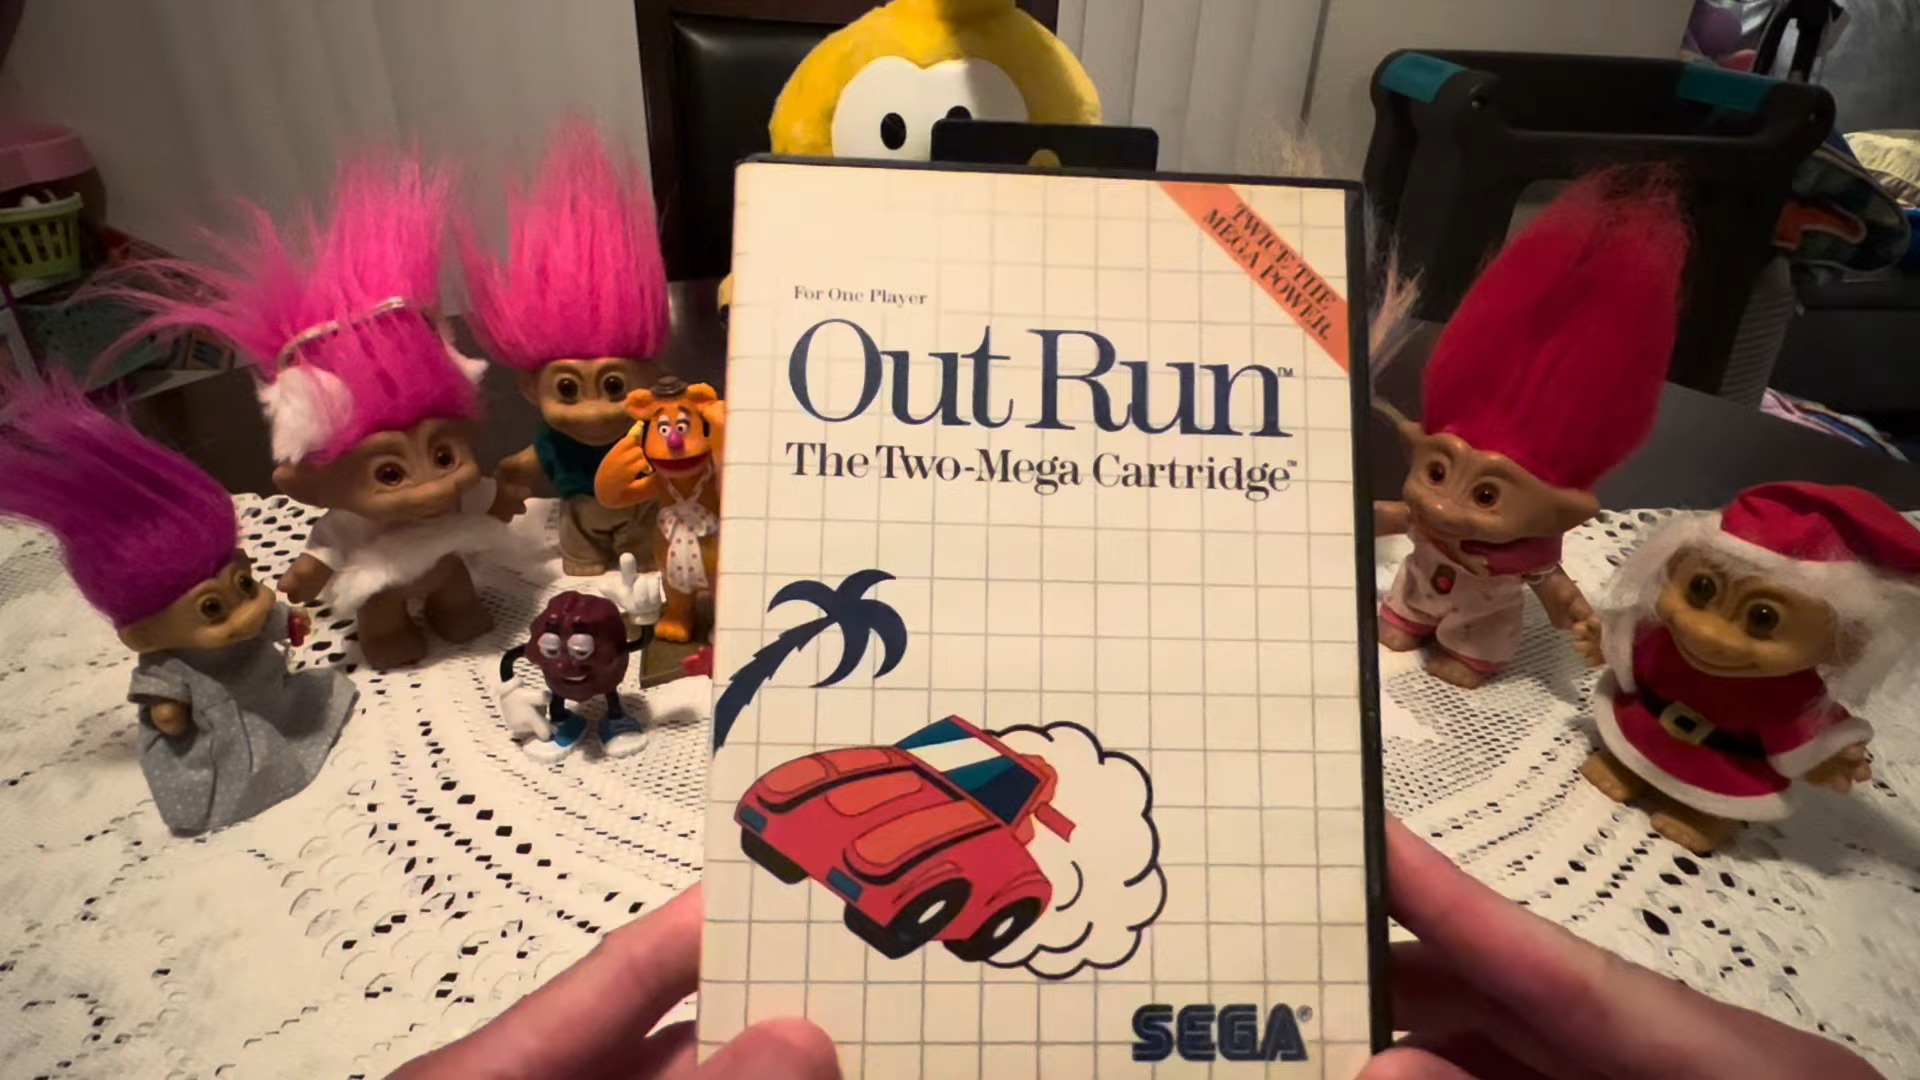 TWICE THE
MEGA POWER
For One Player
Out Run™
The Two-Mega Cartridge™
SEGA®